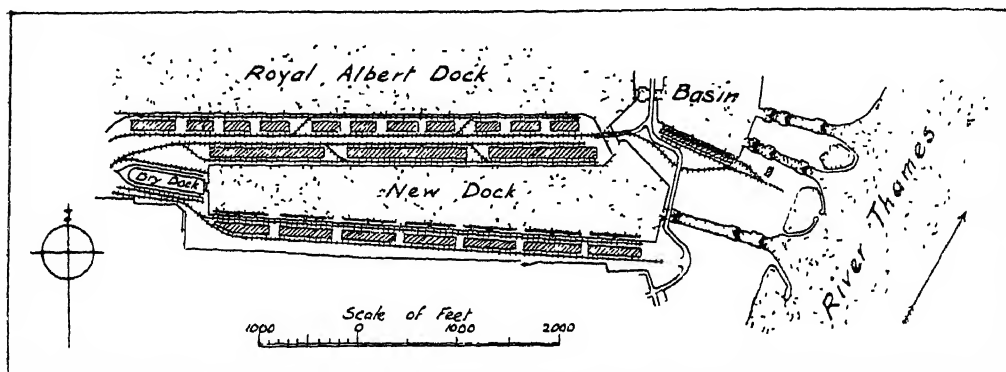 Royal Albert Dock
Basin
Dry Dock
New Dock
River Thames
Scale of Feet
1000 0 1000 2000